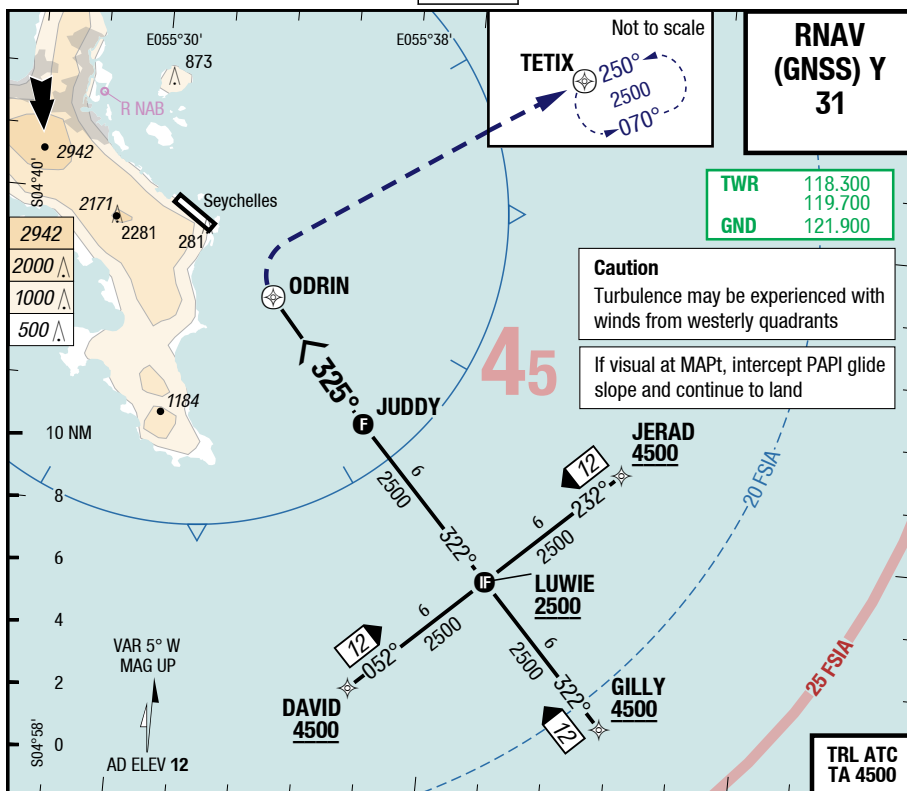 E055°30'
873
R NAB
2942
S04°40'
2171
2281
281
Seychelles
2942
2000
1000
500
1184
E055°38'
Not to scale
TETIX
250°
2500
070°
RNAV
(GNSS) Y
31
TWR 118.300
119.700
GND 121.900
Caution
Turbulence may be experienced with
winds from westerly quadrants
If visual at MAPt, intercept PAPI glide
slope and continue to land
ODRIN
45
325°
JUDDY
10 NM
8
6
4
2
0
6
2500
322°
JERAD
4500
12
232°
6
2500
20 FSIA
IF
F
LUWIE
2500
6
2500
12
052°
DAVID
4500
6
2500
322°
12
GILLY
4500
25 FSIA
VAR 5° W
MAG UP
S04°58'
AD ELEV 12
TRL ATC
TA 4500